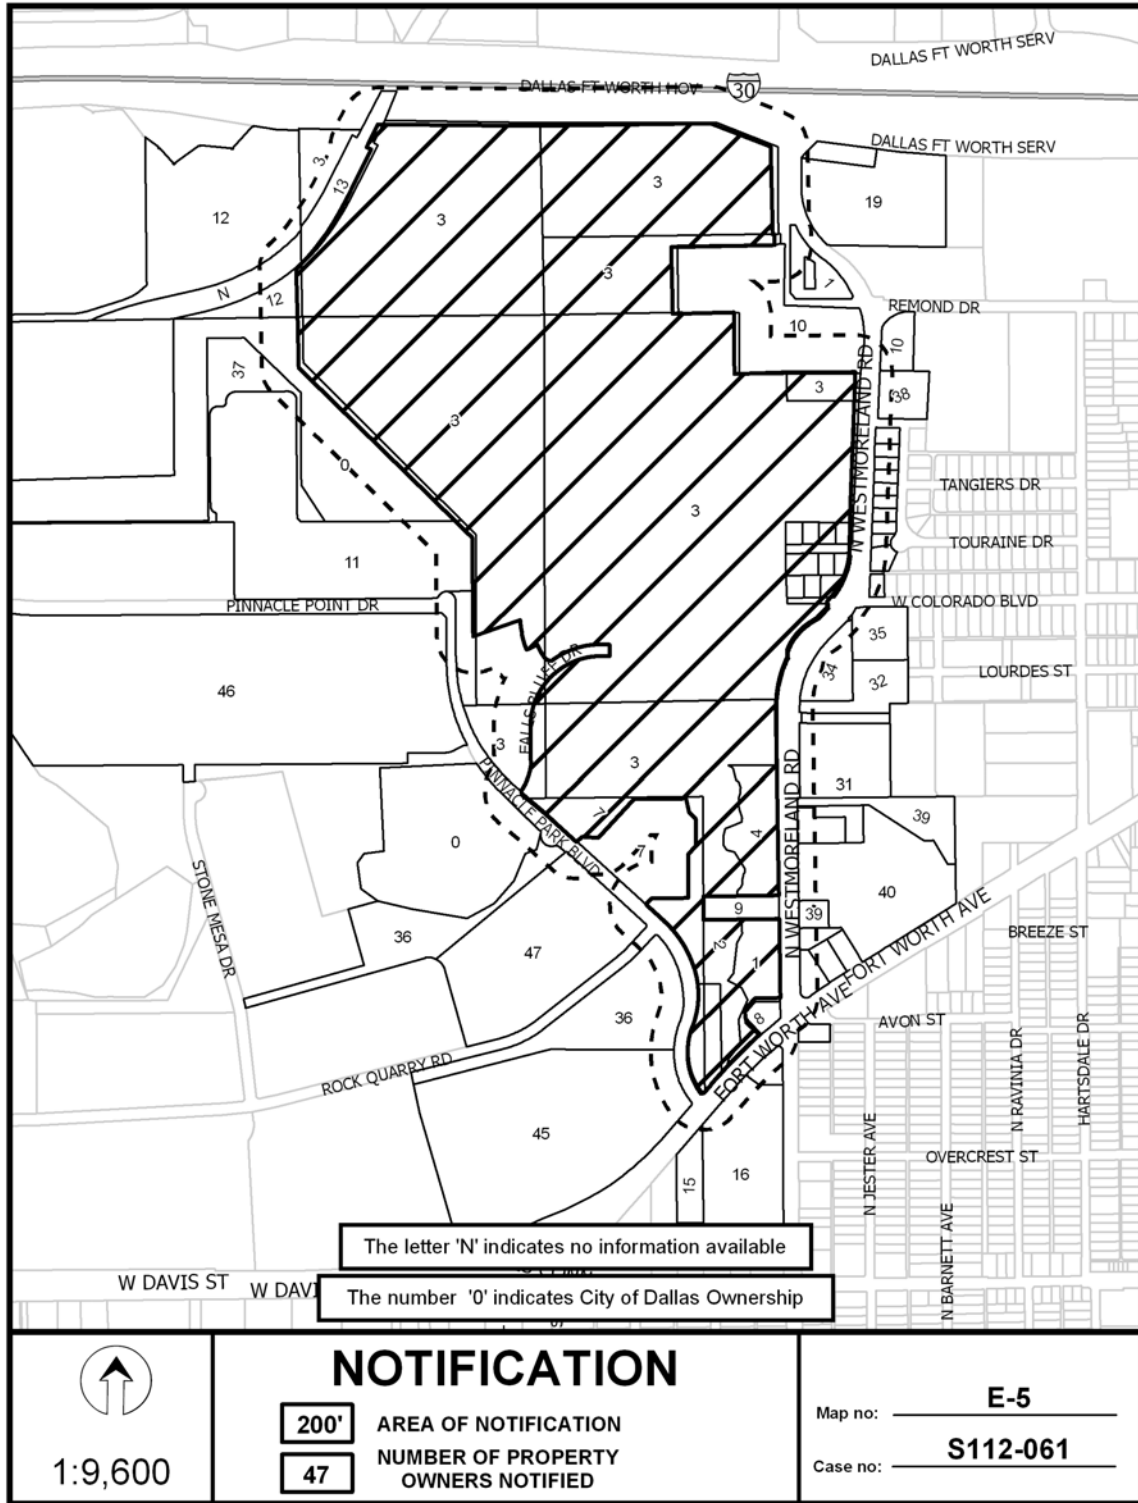 DALLAS FT WORTH SERV
DALLAS FT WORTH HOV
30
DALLAS FT WORTH SERV
3
13
12
3
3
19
3
N
12
1
REMOND DR
10
10
37
3
38
3
0
N WESTMORELAND RD
TANGIERS DR
3
TOURAINE DR
11
PINNACLE POINT DR
W COLORADO BLVD
35
FALLS BLUFF DR
34
LOURDES ST
32
46
3
3
PINNACLE PARK BLVD
N WESTMORELAND RD
31
7
39
4
0
7
STONE MESA DR
40
9
39
36
FORT WORTH AVE
BREEZE ST
2
47
1
36
8
AVON ST
FORT WORTH AVE
ROCK QUARRY RD
N RAVINIA DR
HARTSDALE DR
45
N JESTER AVE
OVERCREST ST
16
15
N BARNETT AVE
The letter 'N' indicates no information available
W DAVIS ST
W DAVI
The number '0' indicates City of Dallas Ownership
1:9,600
NOTIFICATION
200' AREA OF NOTIFICATION
47 NUMBER OF PROPERTY
OWNERS NOTIFIED
Map no: E-5
Case no: S112-061